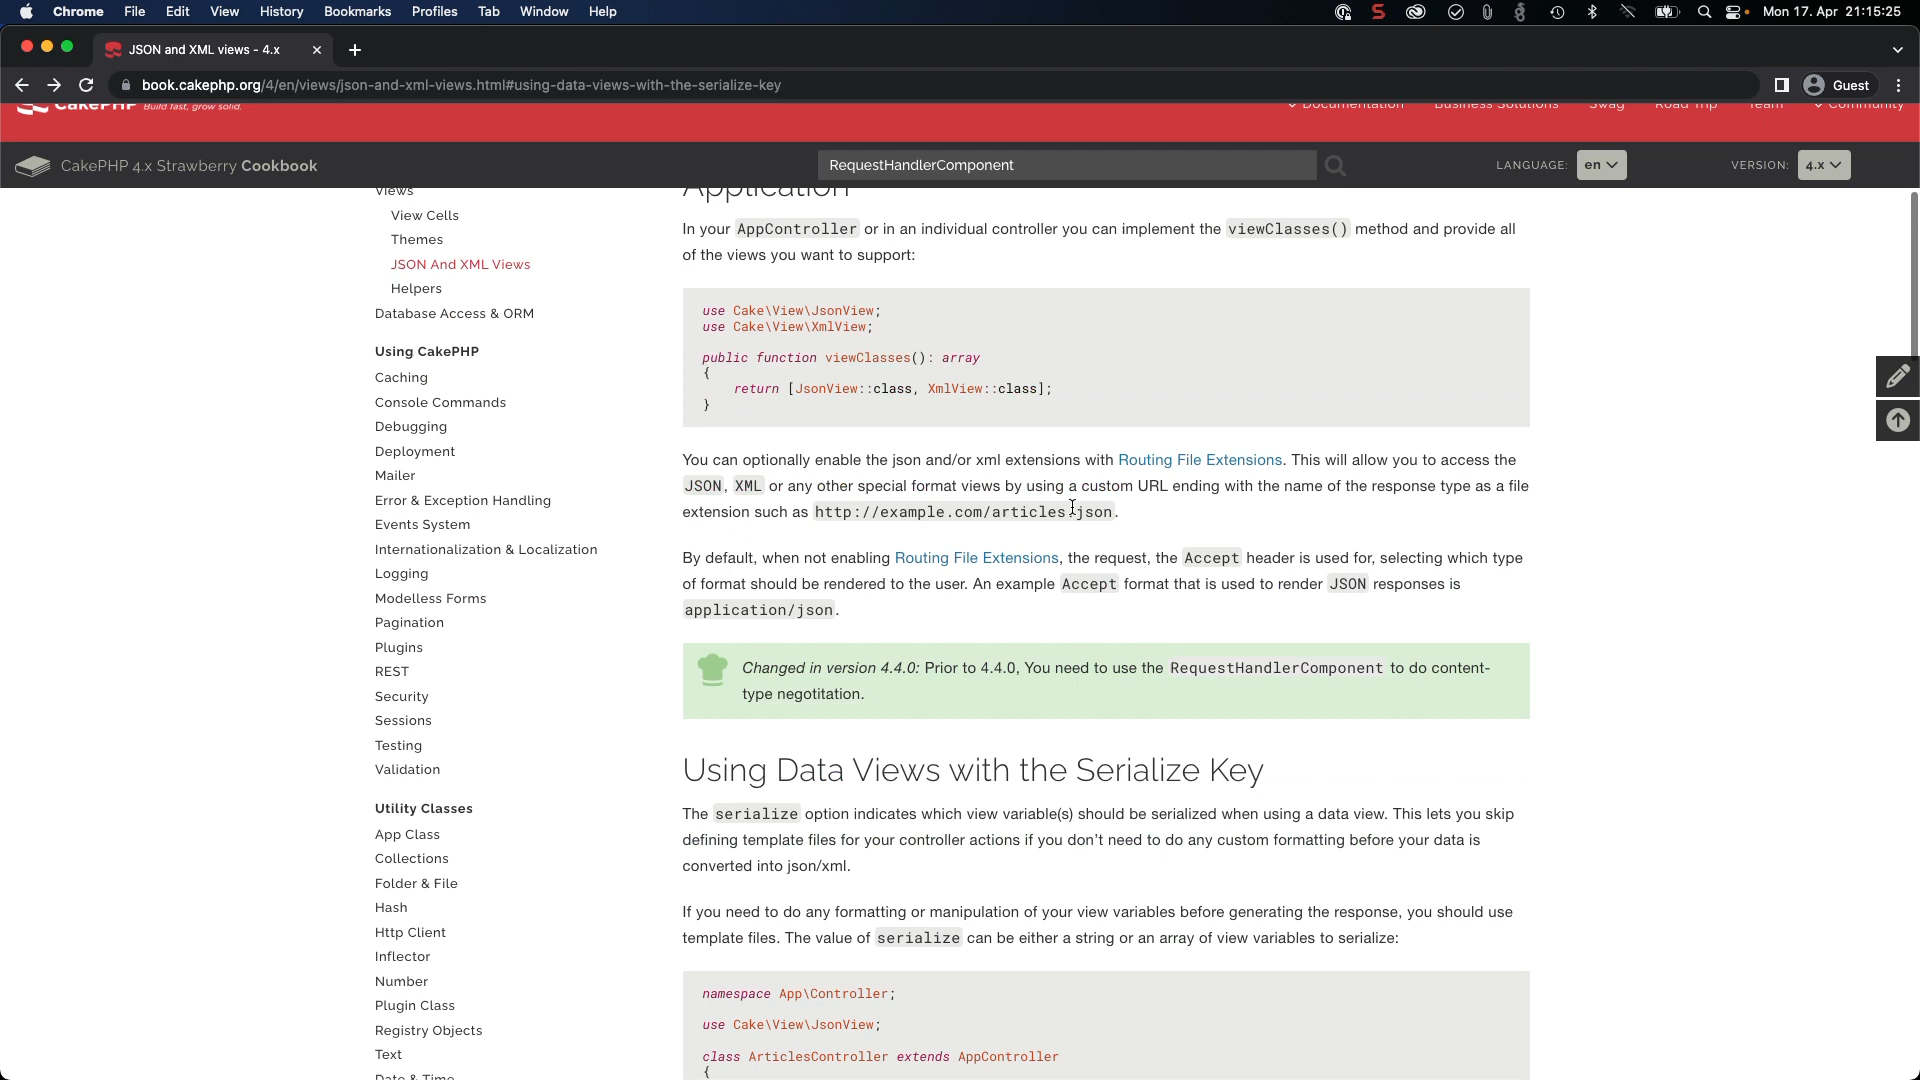 Chrome File Edit View History Bookmarks Profiles Tab Window Help Mon 17. Apr 21:15:25
JSON and XML views - 4.x
book.cakephp.org/4/en/views/json-and-xml-views.html#using-data-views-with-the-serialize-key Guest
CakePHP Build fast, grow solid. Documentation Business Solutions Swag Road Trip Team Community
CakePHP 4.x Strawberry Cookbook RequestHandlerComponent LANGUAGE: en VERSION: 4.x
Views
View Cells
Themes
JSON And XML Views
Helpers
Database Access & ORM
Using CakePHP
Caching
Console Commands
Debugging
Deployment
Mailer
Error & Exception Handling
Events System
Internationalization & Localization
Logging
Modelless Forms
Pagination
Plugins
REST
Security
Sessions
Testing
Validation
Utility Classes
App Class
Collections
Folder & File
Hash
Http Client
Inflector
Number
Plugin Class
Registry Objects
Text
Date & Time
Application
In your AppController or in an individual controller you can implement the viewClasses() method and provide all
of the views you want to support:
use Cake\View\JsonView;
use Cake\View\XmlView;
public function viewClasses(): array
{
return [JsonView::class, XmlView::class];
}
You can optionally enable the json and/or xml extensions with Routing File Extensions. This will allow you to access the
JSON, XML or any other special format views by using a custom URL ending with the name of the response type as a file
extension such as http://example.com/articles.json.
By default, when not enabling Routing File Extensions, the request, the Accept header is used for, selecting which type
of format should be rendered to the user. An example Accept format that is used to render JSON responses is
application/json.
Changed in version 4.4.0: Prior to 4.4.0, You need to use the RequestHandlerComponent to do content-
type negotitation.
Using Data Views with the Serialize Key
The serialize option indicates which view variable(s) should be serialized when using a data view. This lets you skip
defining template files for your controller actions if you don't need to do any custom formatting before your data is
converted into json/xml.
If you need to do any formatting or manipulation of your view variables before generating the response, you should use
template files. The value of serialize can be either a string or an array of view variables to serialize:
namespace App\Controller;
use Cake\View\JsonView;
class ArticlesController extends AppController
{